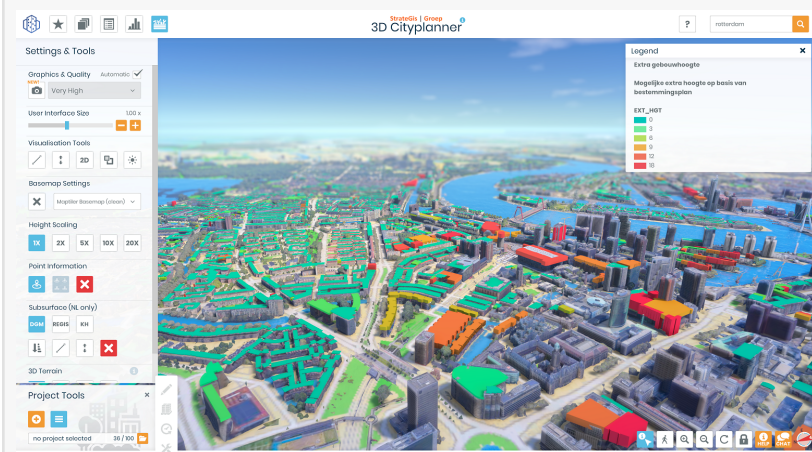 StrateGis | Groep
3D Cityplanner
?
rotterdam
Settings & Tools
Graphics & Quality
Automatic
NEW!
Very High
User Interface Size
1.00 x
Visualisation Tools
2D
Basemap Settings
Maptiler Basemap (clean)
Height Scaling
1X 2X 5X 10X 20X
Point Information
Subsurface (NL only)
DGM REGIS KH
3D Terrain
Project Tools
no project selected
36 / 100
Legend
Extra gebouwhoogte
Mogelijke extra hoogte op basis van
bestemmingsplan
EXT_HGT
0
3
6
9
12
HELP
CHAT